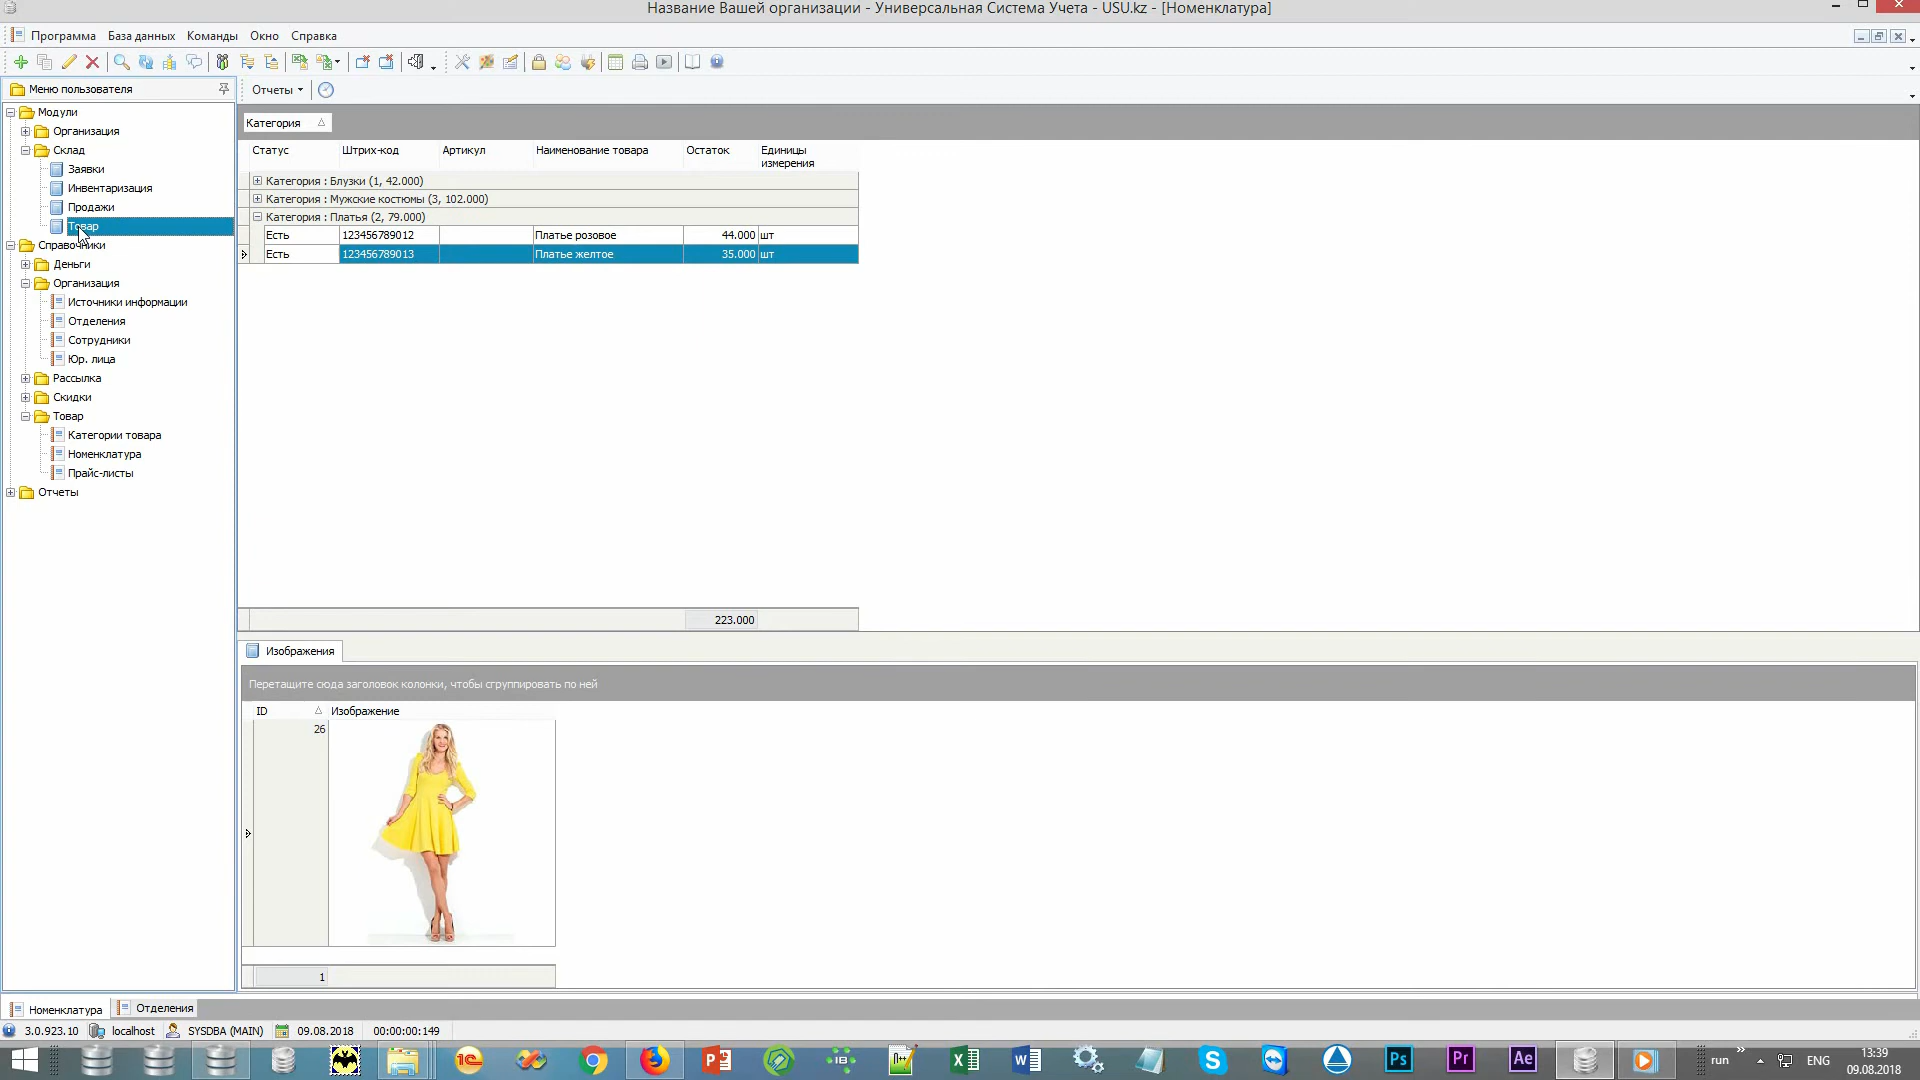 Название Вашей организации - Универсальная Система Учета - USU.kz - [Номенклатура]
Программа База данных Команды Окно Справка
Меню пользователя
Отчеты
Модули
Организация
Склад
Заявки
Инвентаризация
Продажи
Товар
Справочники
Деньги
Организация
Источники информации
Отделения
Сотрудники
Юр. лица
Рассылка
Скидки
Товар
Категории товара
Номенклатура
Прайс-листы
Отчеты
Категория
Статус Штрих-код Артикул Наименование товара Остаток Единицы
измерения
Категория : Блузки (1, 42.000)
Категория : Мужские костюмы (3, 102.000)
Категория : Платья (2, 79.000)
Есть 123456789012 Платье розовое 44.000 шт
Есть 123456789013 Платье желтое 35.000 шт
223.000
Изображения
Перетащите сюда заголовок колонки, чтобы сгруппировать по ней
ID Изображение
26
1
Номенклатура Отделения
3.0.923.10 localhost SYSDBA (MAIN) 09.08.2018 00:00:00:149
run ENG 13:39
09.08.2018